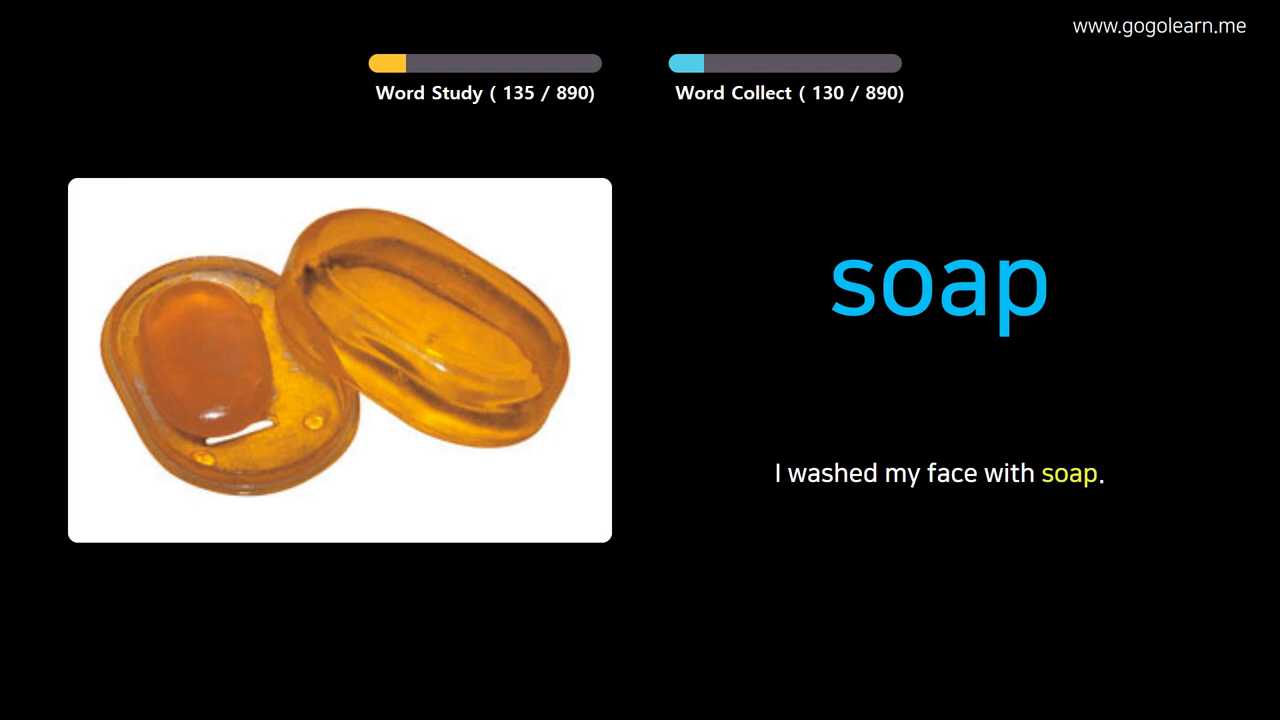 www.gogolearn.me
Word Study ( 135 / 890)
Word Collect ( 130 / 890)
soap
I washed my face with soap.